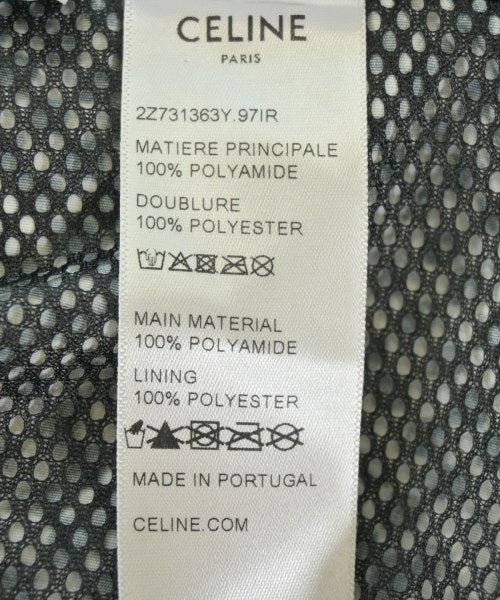 CELINE
PARIS
2Z731363Y.97IR
MATIERE PRINCIPALE
100% POLYAMIDE
DOUBLURE
100% POLYESTER
MAIN MATERIAL
100% POLYAMIDE
LINING
100% POLYESTER
MADE IN PORTUGAL
CELINE.COM